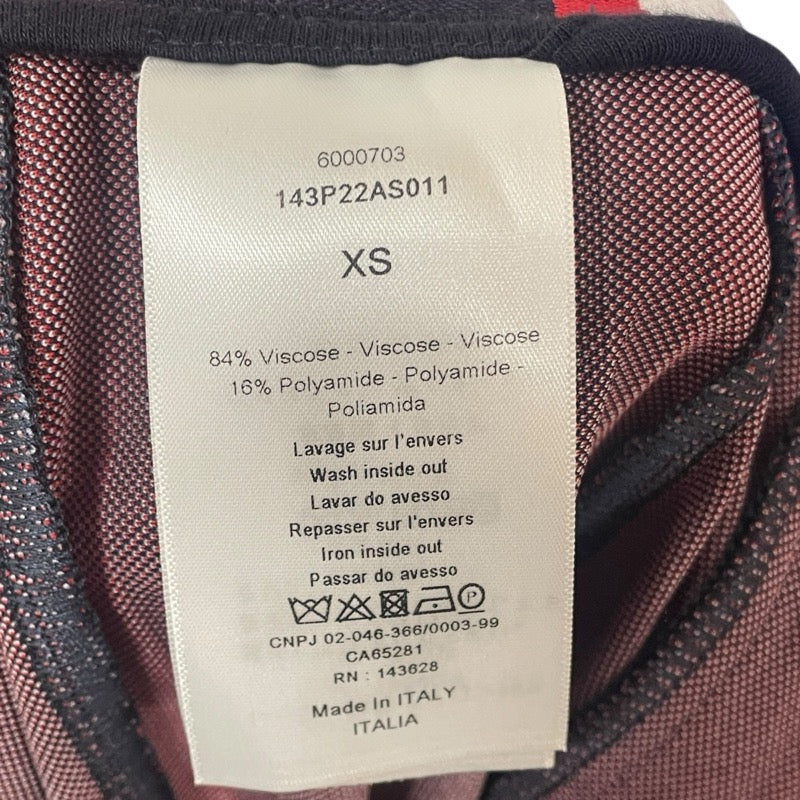 6000703
143P22AS011
XS
84% Viscose - Viscose - Viscose
16% Polyamide - Polyamide -
Poliamida
Lavage sur l'envers
Wash inside out
Lavar do avesso
Repasser sur l'envers
Iron inside out
Passar do avesso
P
CNPJ 02-046-366/0003-99
CA65281
RN : 143628
Made In ITALY
ITALIA